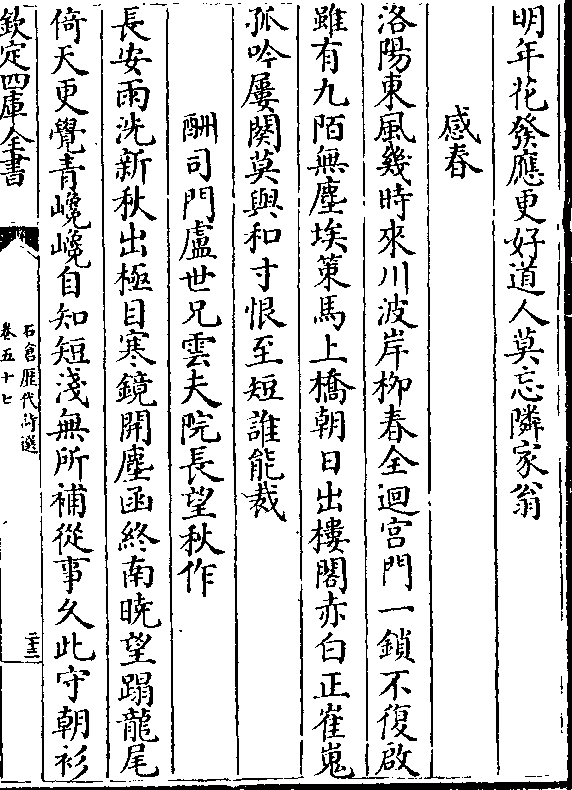 明年花發應更好道人莫忘隣家翁
感春
洛陽東風幾時來川波岸柳春全迴宮門一鎖不復啟
雖有九陌無塵埃策馬上橋朝日出樓閣赤白正崔嵬
孤吟屢闋莫與和寸恨至短誰能裁
酬司門盧世兄雲夫院長望秋作
長安雨洗新秋出極目寒鏡開塵函終南曉望蹋龍尾
倚天更覺青巉巉自知短淺無所補從事久此守朝衫
欽定四庫全書
石倉歷代詩選
卷五十七
二十三